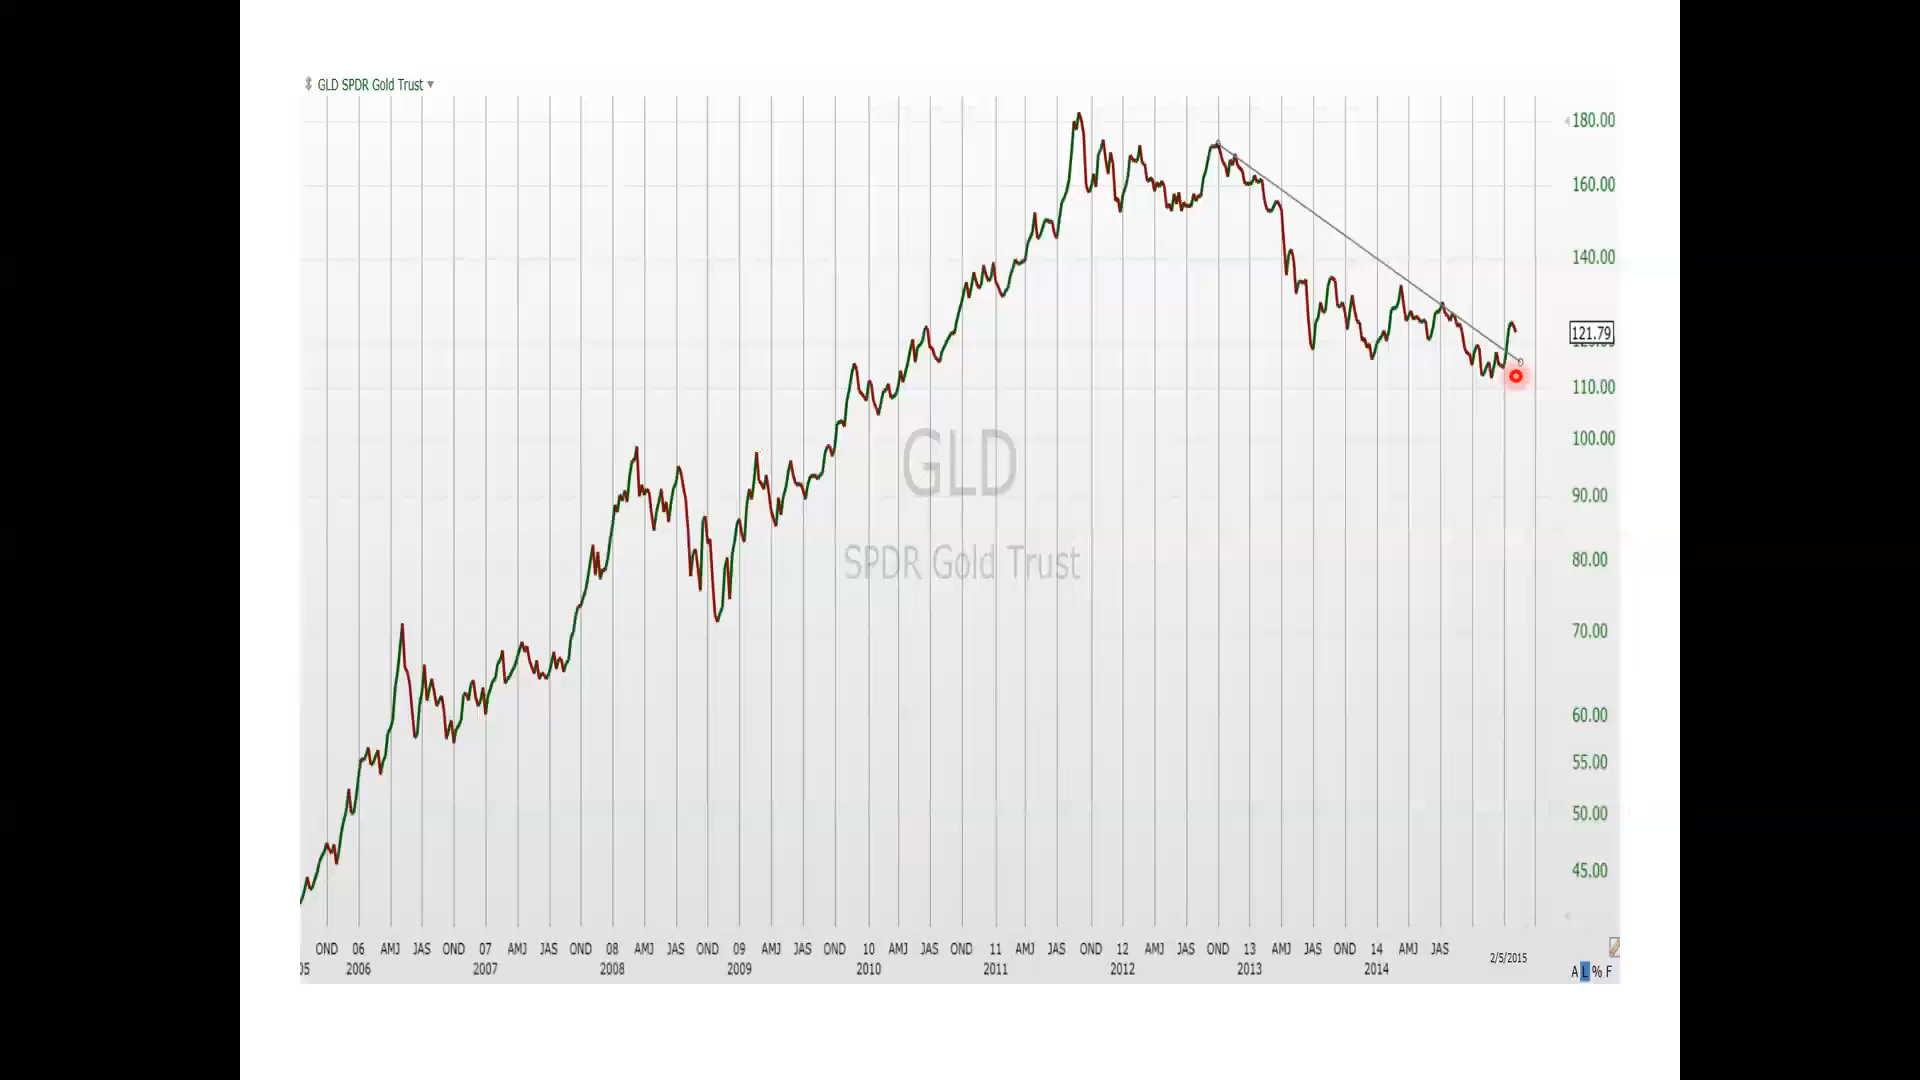 GLD SPDR Gold Trust
180.00
160.00
140.00
121.79
110.00
100.00
90.00
80.00
70.00
60.00
55.00
50.00
45.00
GLD
SPDR Gold Trust
OND 06 AMJ JAS OND 07 AMJ JAS OND 08 AMJ JAS OND 09 AMJ JAS OND 10 AMJ JAS OND 11 AMJ JAS OND 12 AMJ JAS OND 13 AMJ JAS OND 14 AMJ JAS
05 2006 2007 2008 2009 2010 2011 2012 2013 2014 2/5/2015
A L % F